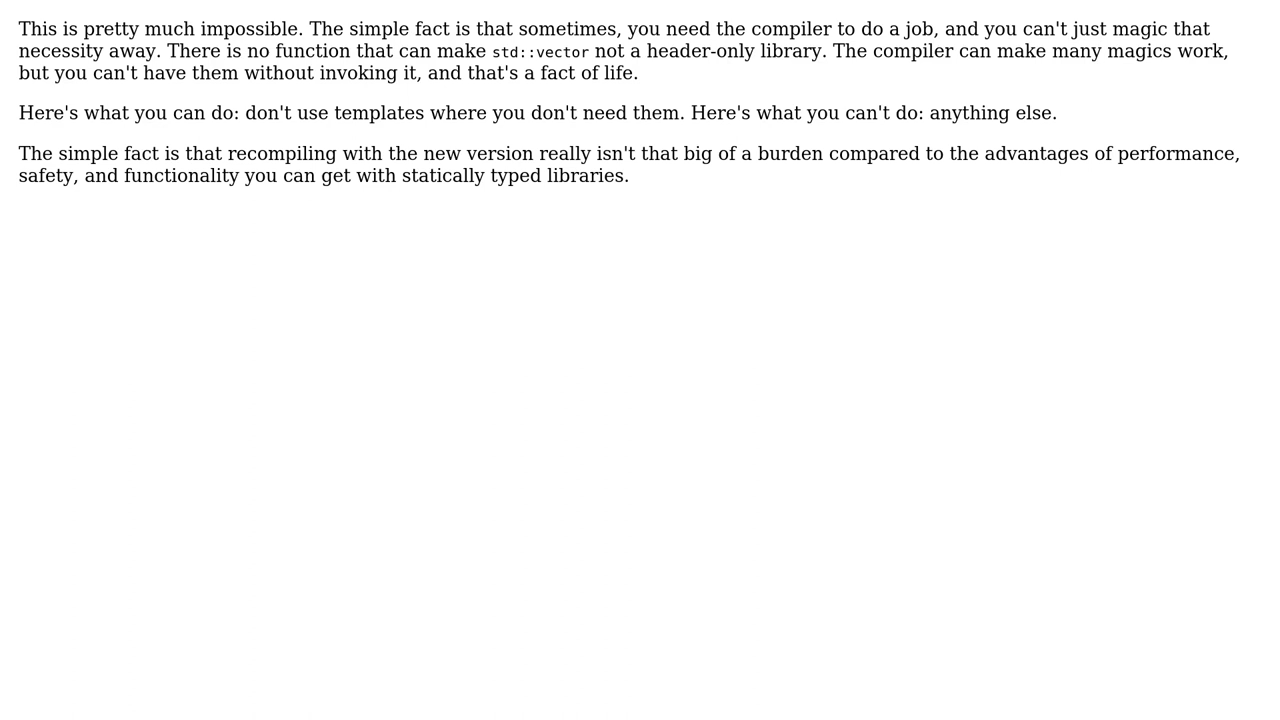 This is pretty much impossible. The simple fact is that sometimes, you need the compiler to do a job, and you can't just magic that
necessity away. There is no function that can make std::vector not a header-only library. The compiler can make many magics work,
but you can't have them without invoking it, and that's a fact of life.
Here's what you can do: don't use templates where you don't need them. Here's what you can't do: anything else.
The simple fact is that recompiling with the new version really isn't that big of a burden compared to the advantages of performance,
safety, and functionality you can get with statically typed libraries.